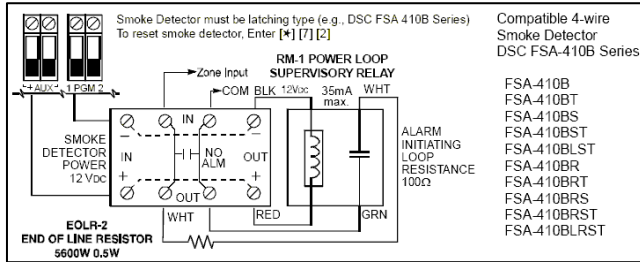 Smoke Detector must be latching type (e.g., DSC FSA 410B Series)
To reset smoke detector, Enter [*] [7] [2]
Compatible 4-wire
Smoke Detector
DSC FSA-410B Series
FSA-410B
FSA-410BT
FSA-410BS
FSA-410BST
FSA-410BLST
FSA-410BR
FSA-410BRT
FSA-410BRS
FSA-410BRST
FSA-410BLRST
+ AUX -
1 PGM 2
Zone Input
RM-1 POWER LOOP
SUPERVISORY RELAY
COM BLK 12VDC 35mA max. WHT
SMOKE
DETECTOR
POWER
12 VDC
IN
- -
IN NO ALM OUT
+ +
OUT
ALARM
INITIATING
LOOP
RESISTANCE
100Ω
WHT RED GRN
EOLR-2
END OF LINE RESISTOR
5600W 0.5W